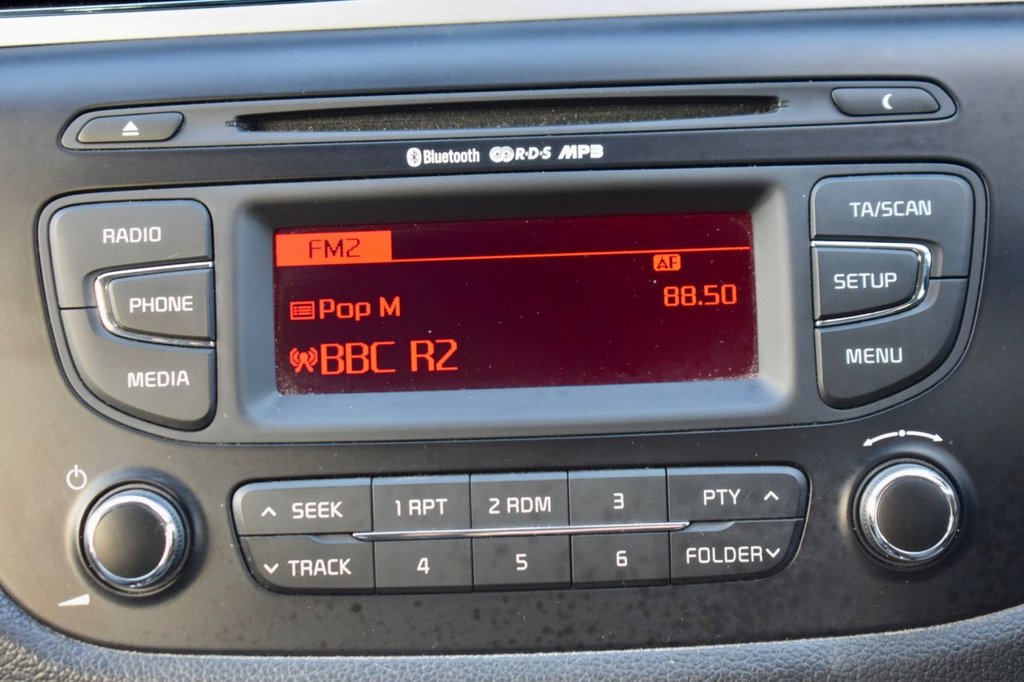 Bluetooth R·D·S MP3
RADIO
PHONE
MEDIA
FM2
AF
Pop M 88.50
BBC R2
TA/SCAN
SETUP
MENU
SEEK 1 RPT 2 RDM 3 PTY
TRACK 4 5 6 FOLDER